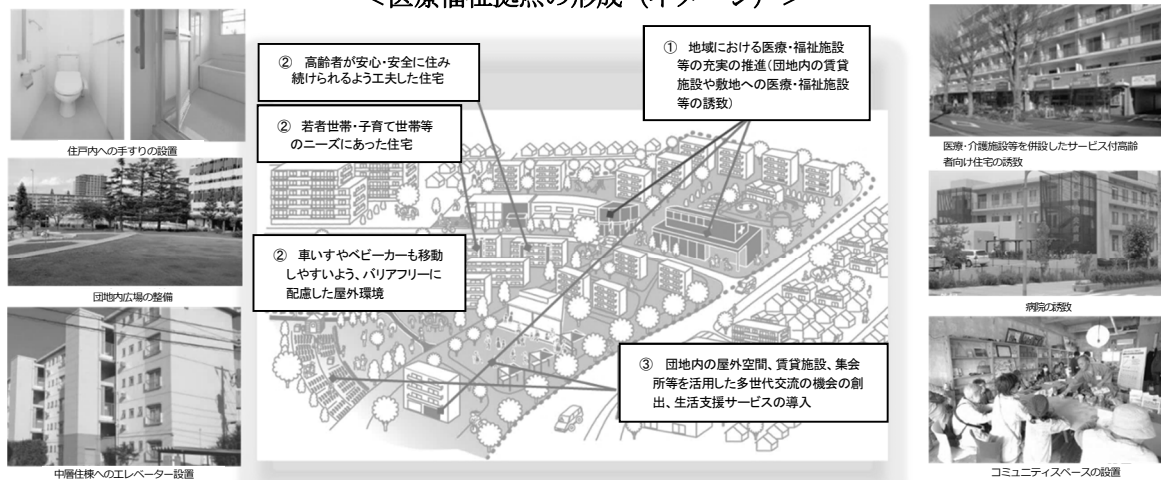 <医療福祉拠点の形成（イメージ）>
② 高齢者が安心・安全に住み
続けられるよう工夫した住宅
② 若者世帯・子育て世帯等
のニーズにあった住宅
② 車いすやベビーカーも移動
しやすいよう、バリアフリーに
配慮した屋外環境
① 地域における医療・福祉施設
等の充実の推進(団地内の賃貸
施設や敷地への医療・福祉施設
等の誘致)
③ 団地内の屋外空間、賃貸施設、集会
所等を活用した多世代交流の機会の創
出、生活支援サービスの導入
住戸内への手すりの設置
団地内広場の整備
中層住棟へのエレベーター設置
医療・介護施設等を併設したサービス付高齢
者向け住宅の誘致
病院の誘致
コミュニティスペースの設置